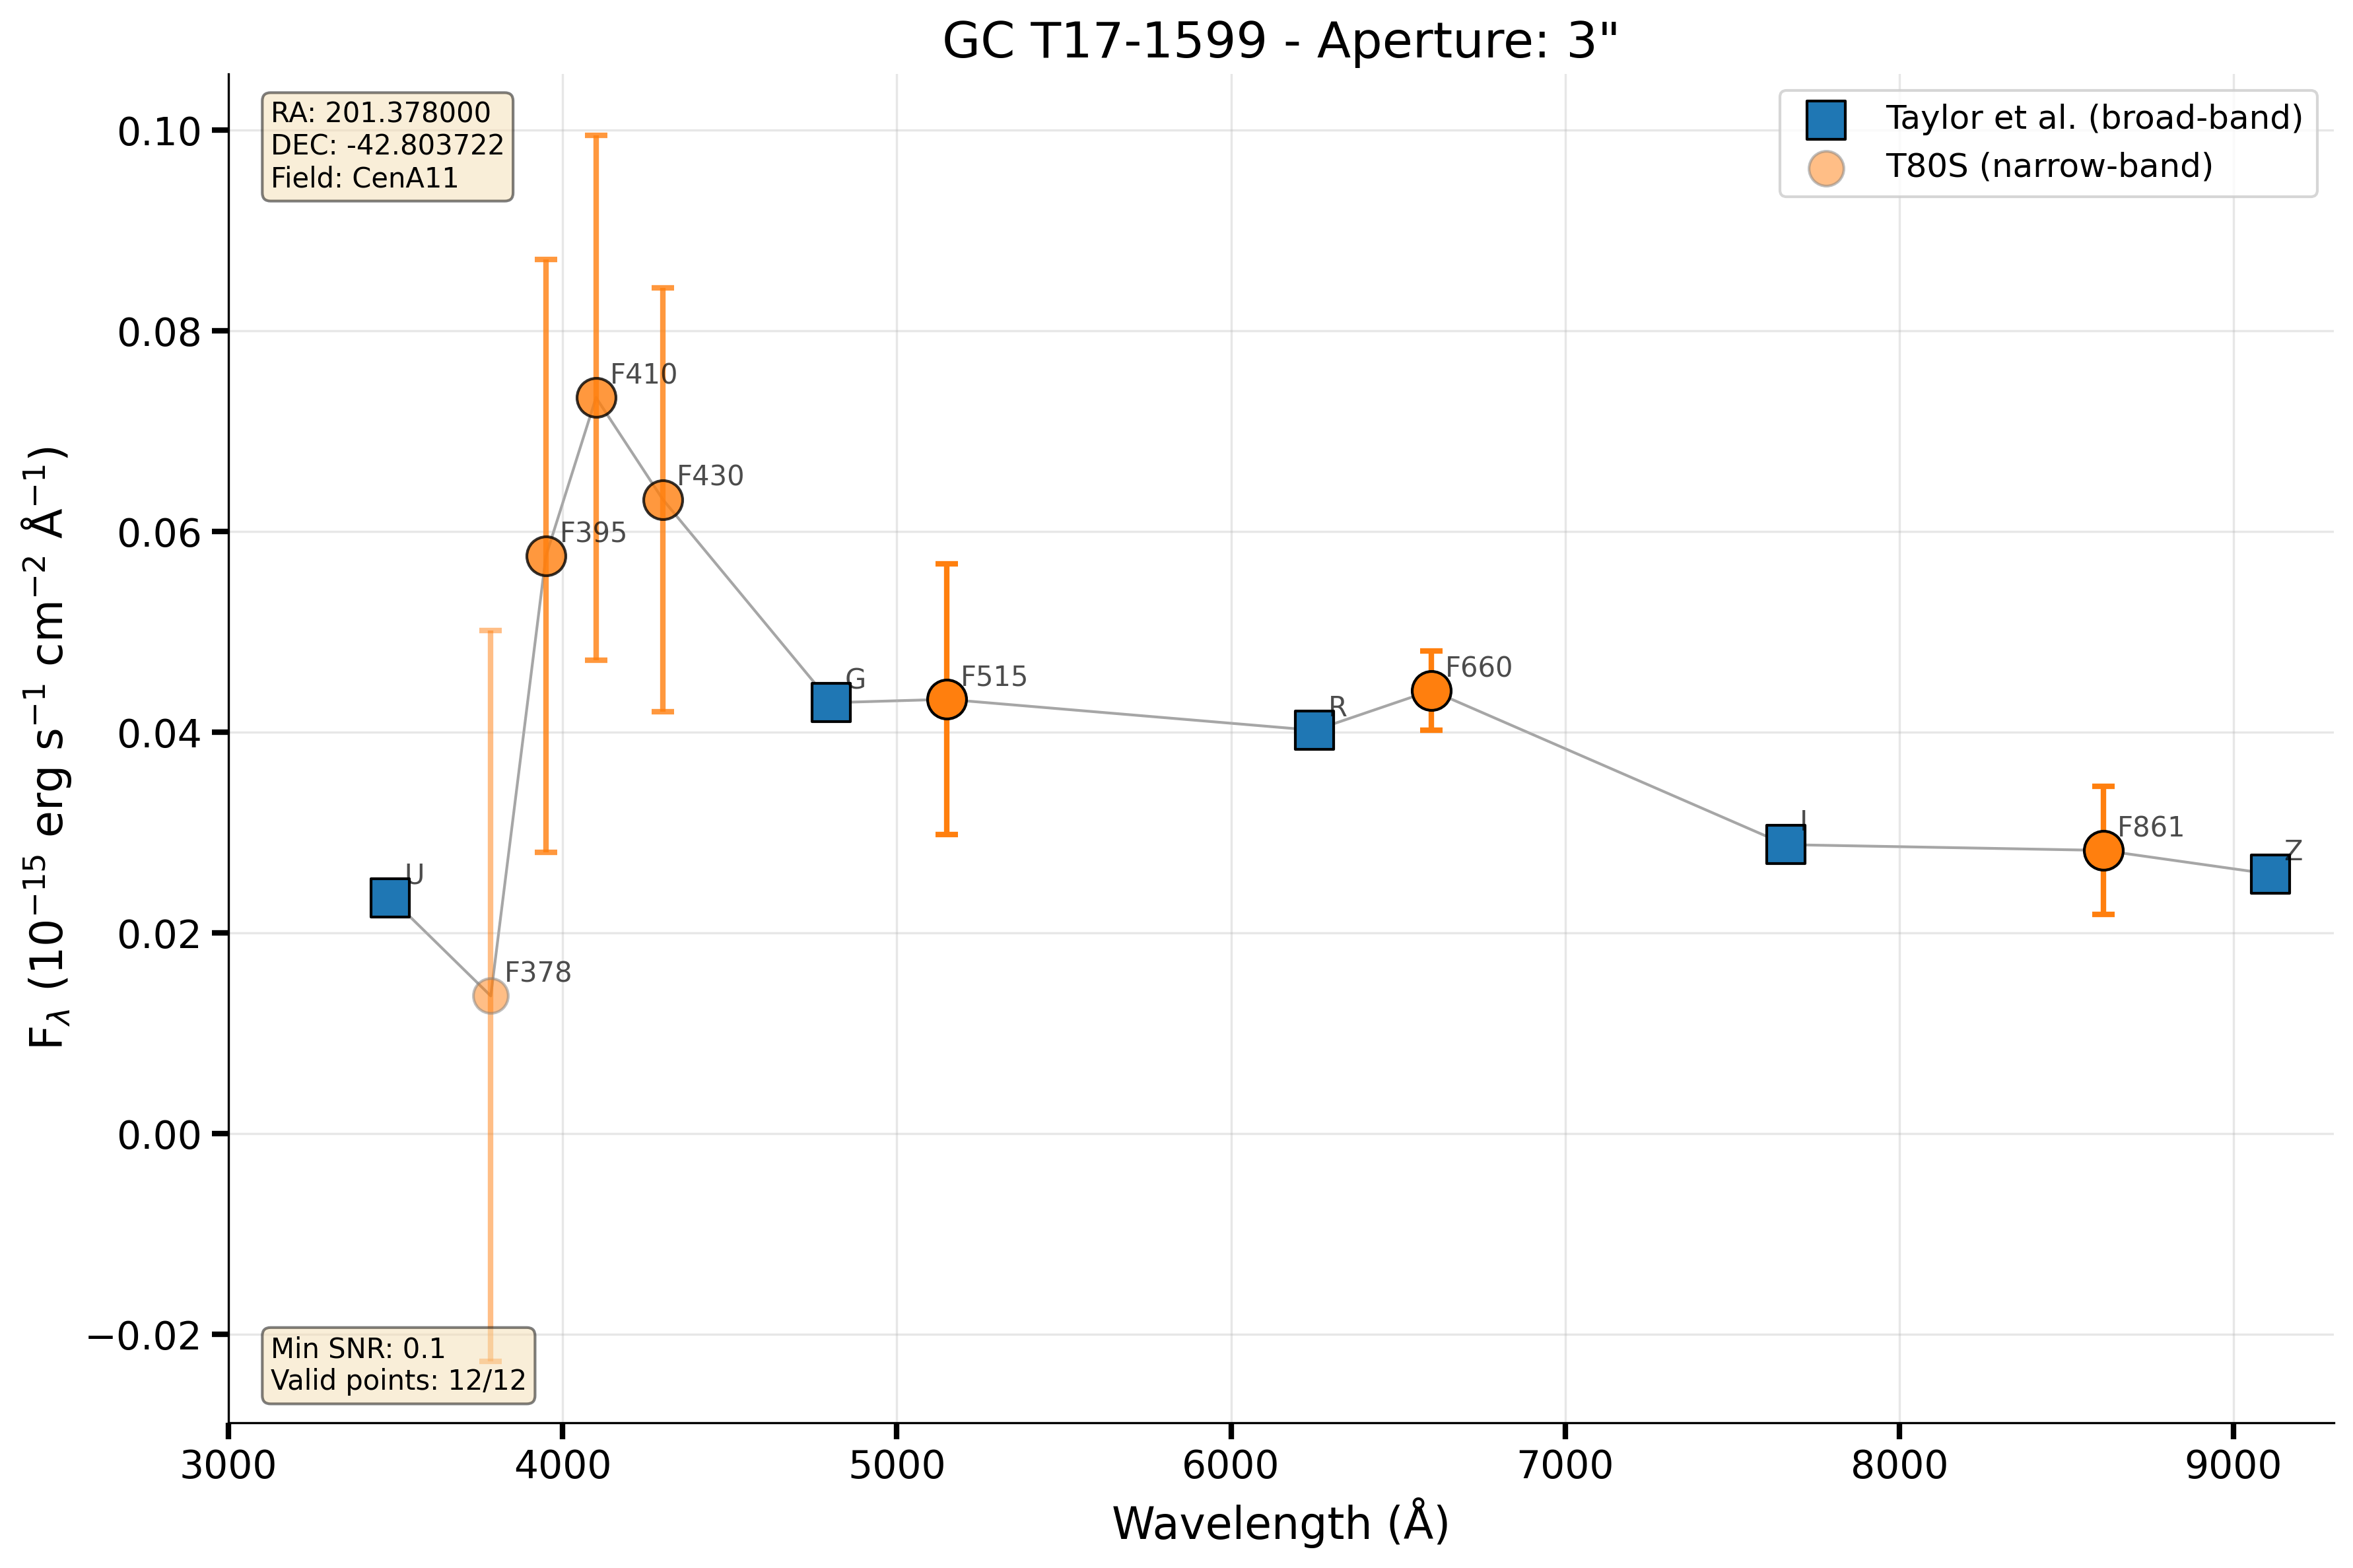 GC T17-1599 - Aperture: 3"
RA: 201.378000
DEC: -42.803722
Field: CenA11
Taylor et al. (broad-band)
T80S (narrow-band)
0.10
0.08
0.06
0.04
0.02
0.00
−0.02
F_λ (10⁻¹⁵ erg s⁻¹ cm⁻² Å⁻¹)
U
F378
F395
F410
F430
G
F515
R
F660
I
F861
Z
Min SNR: 0.1
Valid points: 12/12
3000 4000 5000 6000 7000 8000 9000
Wavelength (Å)